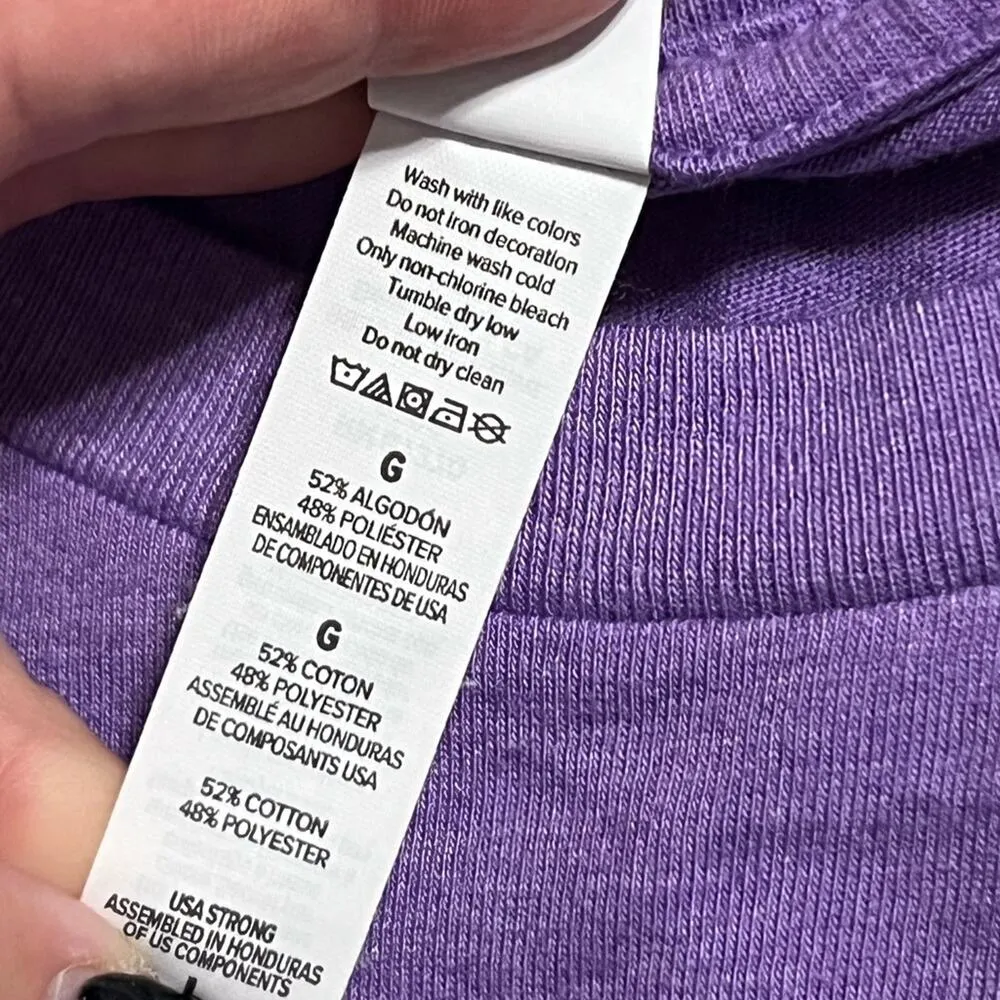 Wash with like colors
Do not iron decoration
Machine wash cold
Only non-chlorine bleach
Tumble dry low
Low iron
Do not dry clean
G
52% ALGODÓN
48% POLIÉSTER
ENSAMBLADO EN HONDURAS
DE COMPONENTES DE USA
G
52% COTON
48% POLYESTER
ASSEMBLÉ AU HONDURAS
DE COMPOSANTS USA
52% COTTON
48% POLYESTER
USA STRONG
ASSEMBLED IN HONDURAS
OF US COMPONENTS